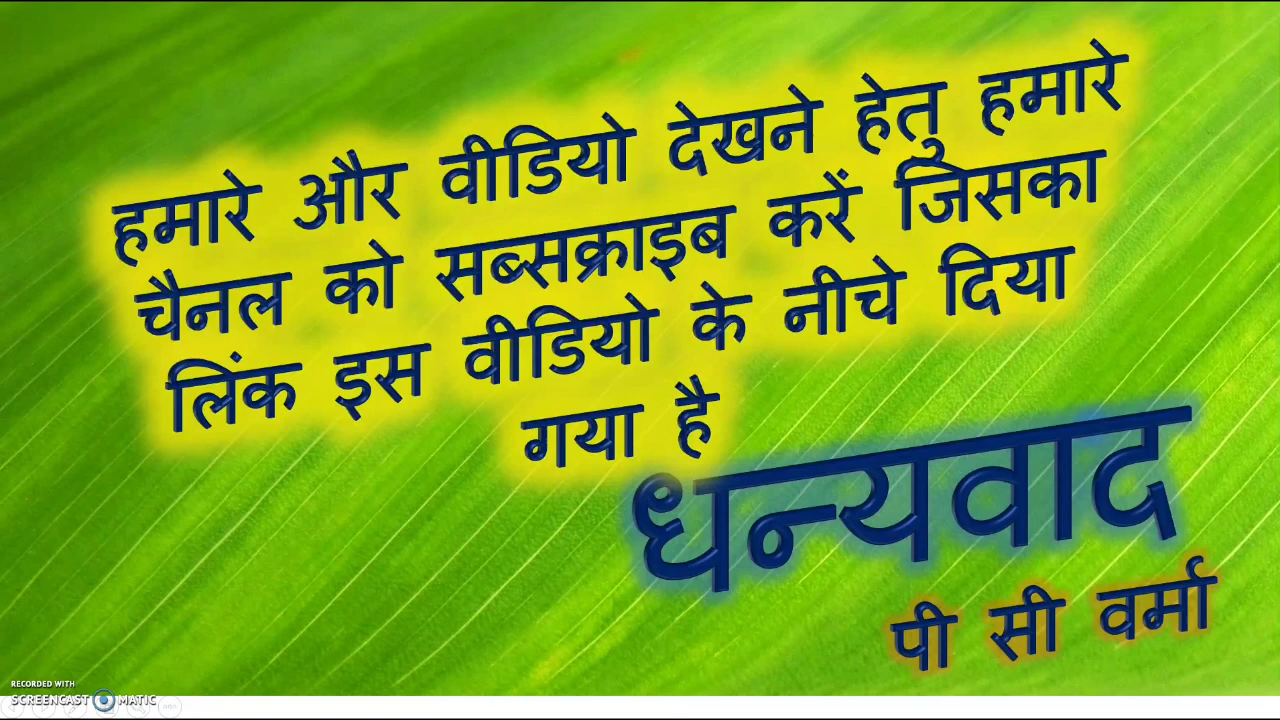 हमारे और वीडियो देखने हेतु हमारे
चैनल को सब्सक्राइब करें जिसका
लिंक इस वीडियो के नीचे दिया
गया है
धन्यवाद
पी सी वर्मा
RECORDED WITH
SCREENCAST MATIC